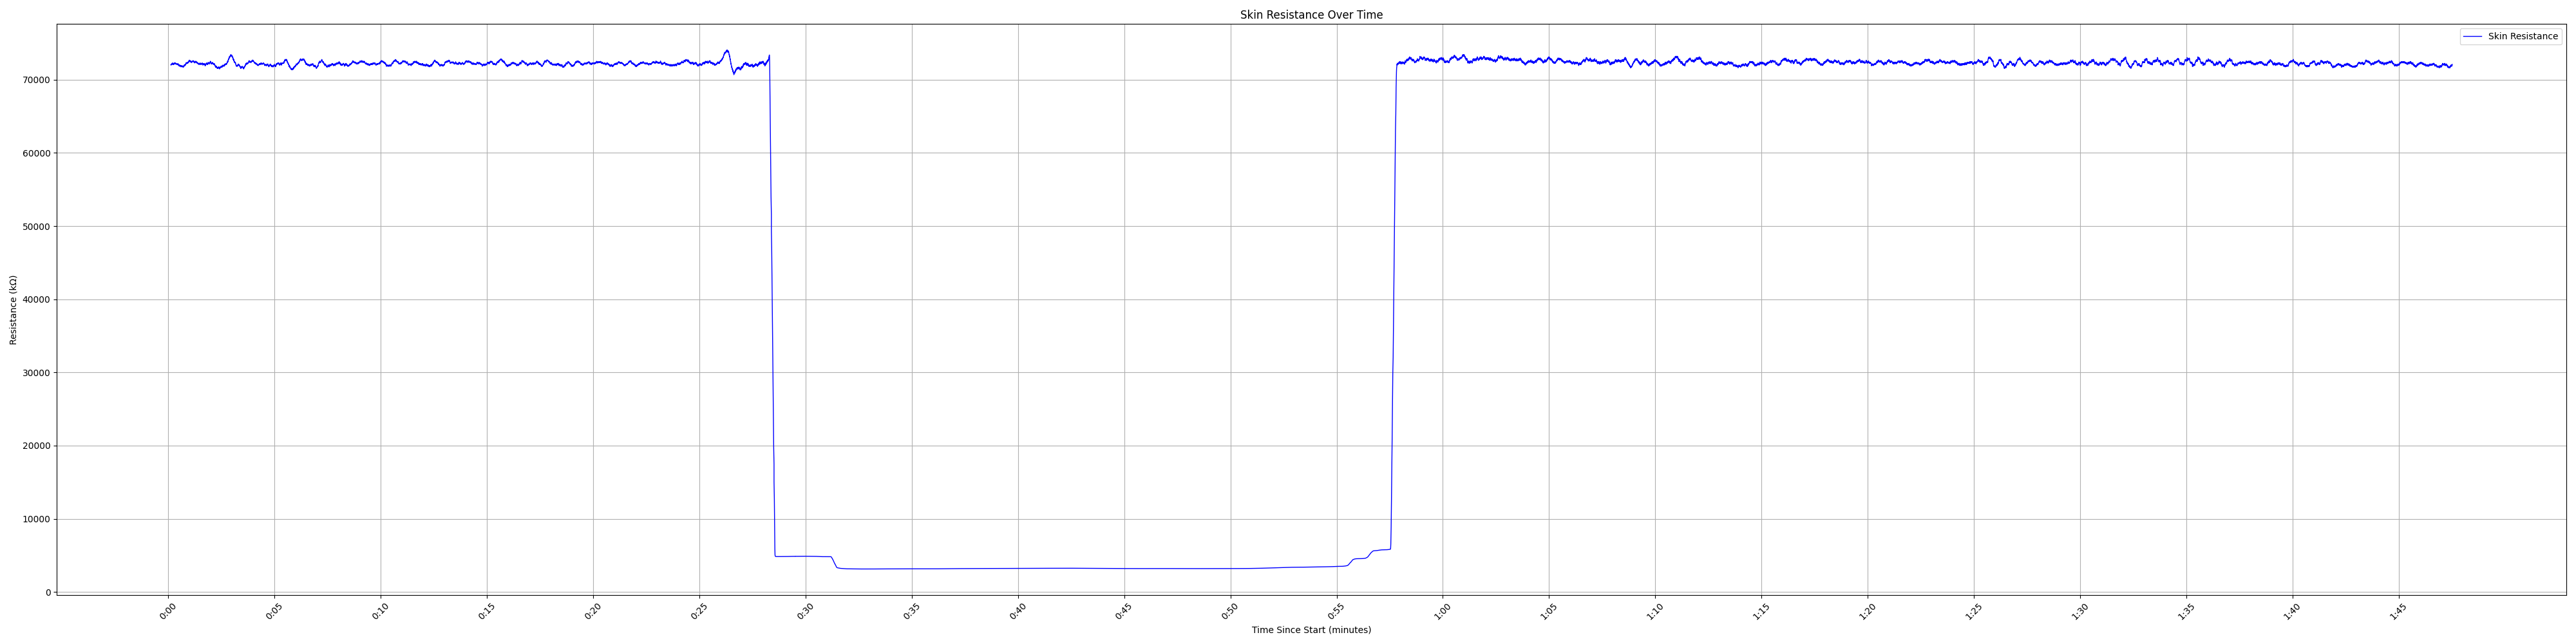 Skin Resistance Over Time
Skin Resistance
Resistance (kΩ)
70000
60000
50000
40000
30000
20000
10000
0
0:00 0:05 0:10 0:15 0:20 0:25 0:30 0:35 0:40 0:45 0:50 0:55 1:00 1:05 1:10 1:15 1:20 1:25 1:30 1:35 1:40 1:45
Time Since Start (minutes)